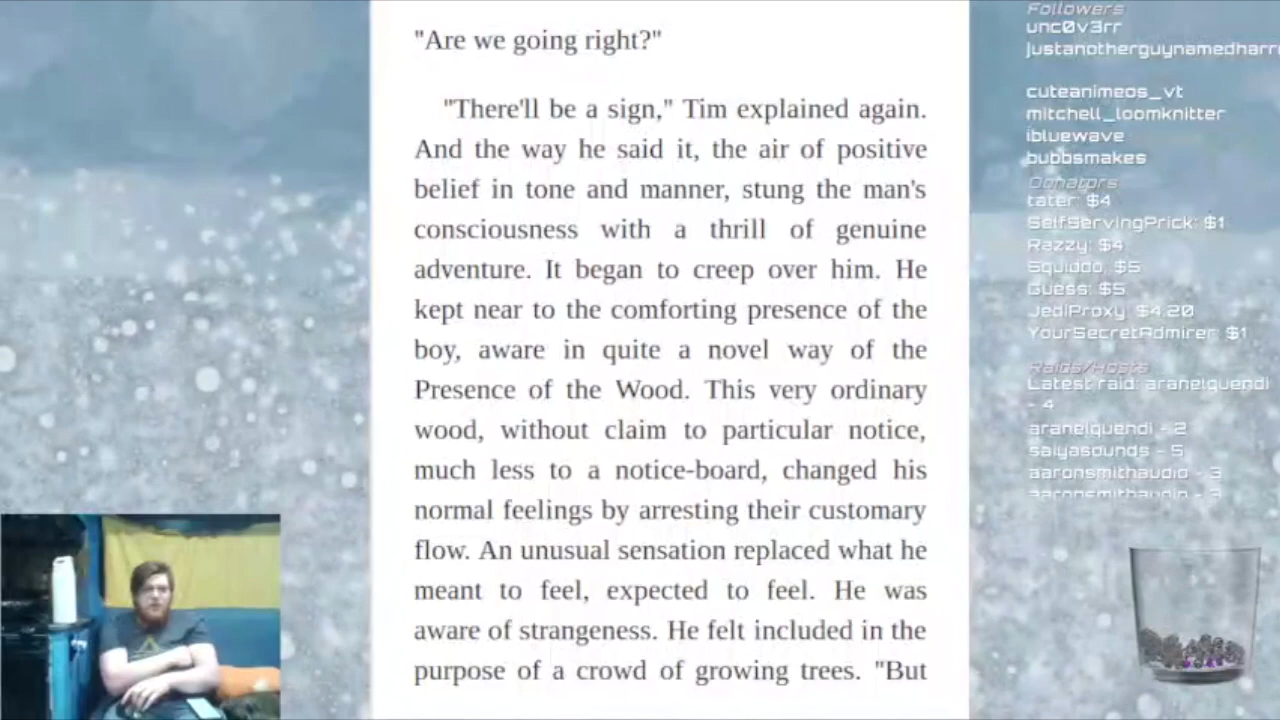 "Are we going right?"
"There'll be a sign," Tim explained again.
And the way he said it, the air of positive
belief in tone and manner, stung the man's
consciousness with a thrill of genuine
adventure. It began to creep over him. He
kept near to the comforting presence of the
boy, aware in quite a novel way of the
Presence of the Wood. This very ordinary
wood, without claim to particular notice,
much less to a notice-board, changed his
normal feelings by arresting their customary
flow. An unusual sensation replaced what he
meant to feel, expected to feel. He was
aware of strangeness. He felt included in the
purpose of a crowd of growing trees. "But
Followers
unc0v3rr
cuteanimeos_vt
mitchell_loomknitter
ibluewave
bubbsmakes
Donators
tater: $4
SelfServingPrick: $1
Razzy: $4
Squiddo: $5
Guess: $5
JediProxy: $4.20
YourSecretAdmirer: $1
Raids/Hosts
Latest raid: aranelquendi
- 4
aranelquendi - 2
saiyasounds - 5
aaronsmithaudio - 3
aaronsmithaudio - 3